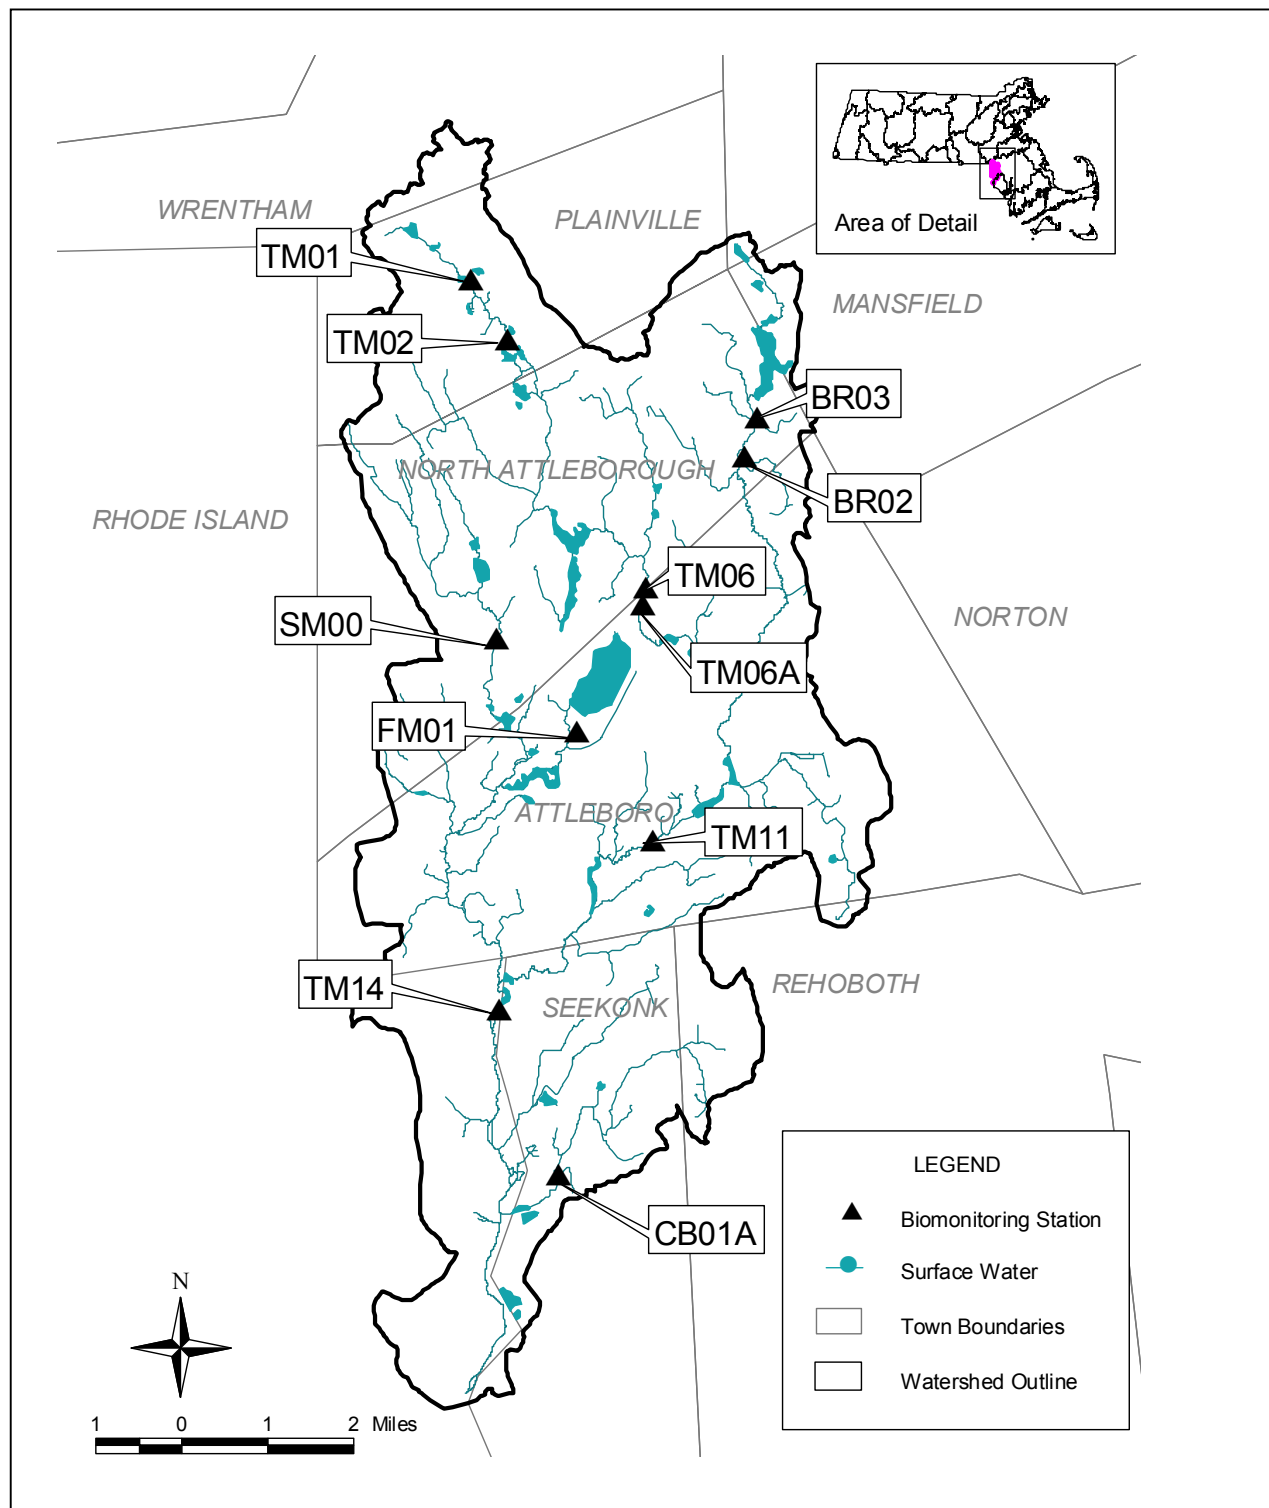 WRENTHAM
PLAINVILLE
Area of Detail
TM01
MANSFIELD
TM02
BR03
NORTH ATTLEBOROUGH
BR02
RHODE ISLAND
TM06
SM00
NORTON
TM06A
FM01
ATTLEBORO
TM11
TM14
REHOBOTH
SEEKONK
CB01A
LEGEND
Biomonitoring Station
Surface Water
Town Boundaries
Watershed Outline
N
1 0 1 2 Miles